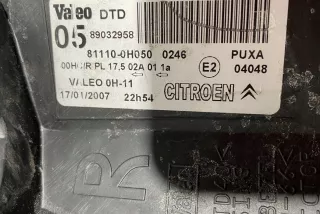 Valeo DTD
05 89032958
81110-0H050 0246 PUXA
00HC/R PL 17,5 02A 01 1a E2 04048
VALEO 0H-11
17/01/2007 22h54 CITROEN
R